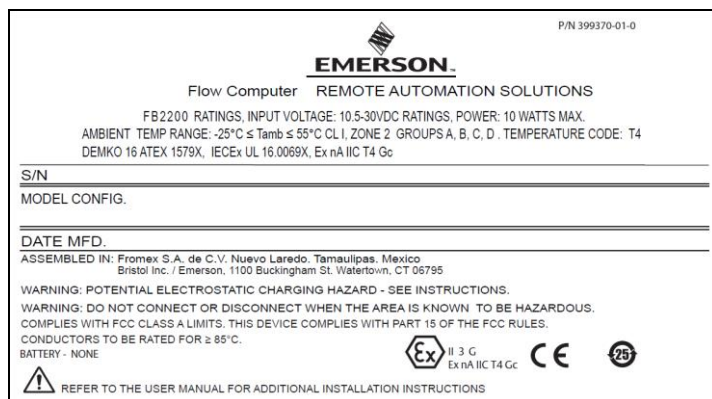 P/N 399370-01-0
EMERSON™
Flow Computer REMOTE AUTOMATION SOLUTIONS
FB2200 RATINGS, INPUT VOLTAGE: 10.5-30VDC RATINGS, POWER: 10 WATTS MAX.
AMBIENT TEMP RANGE: -25°C ≤ Tamb ≤ 55°C CL I, ZONE 2 GROUPS A, B, C, D . TEMPERATURE CODE: T4
DEMKO 16 ATEX 1579X, IECEx UL 16.0069X, Ex nA IIC T4 Gc
S/N
MODEL CONFIG.
DATE MFD.
ASSEMBLED IN: Fromex S.A. de C.V. Nuevo Laredo. Tamaulipas. Mexico
Bristol Inc. / Emerson, 1100 Buckingham St. Watertown, CT 06795
WARNING: POTENTIAL ELECTROSTATIC CHARGING HAZARD - SEE INSTRUCTIONS.
WARNING: DO NOT CONNECT OR DISCONNECT WHEN THE AREA IS KNOWN TO BE HAZARDOUS.
COMPLIES WITH FCC CLASS A LIMITS. THIS DEVICE COMPLIES WITH PART 15 OF THE FCC RULES.
CONDUCTORS TO BE RATED FOR ≥ 85°C.
BATTERY - NONE
Ex II 3 G
Ex nA IIC T4 Gc
CE
25
REFER TO THE USER MANUAL FOR ADDITIONAL INSTALLATION INSTRUCTIONS